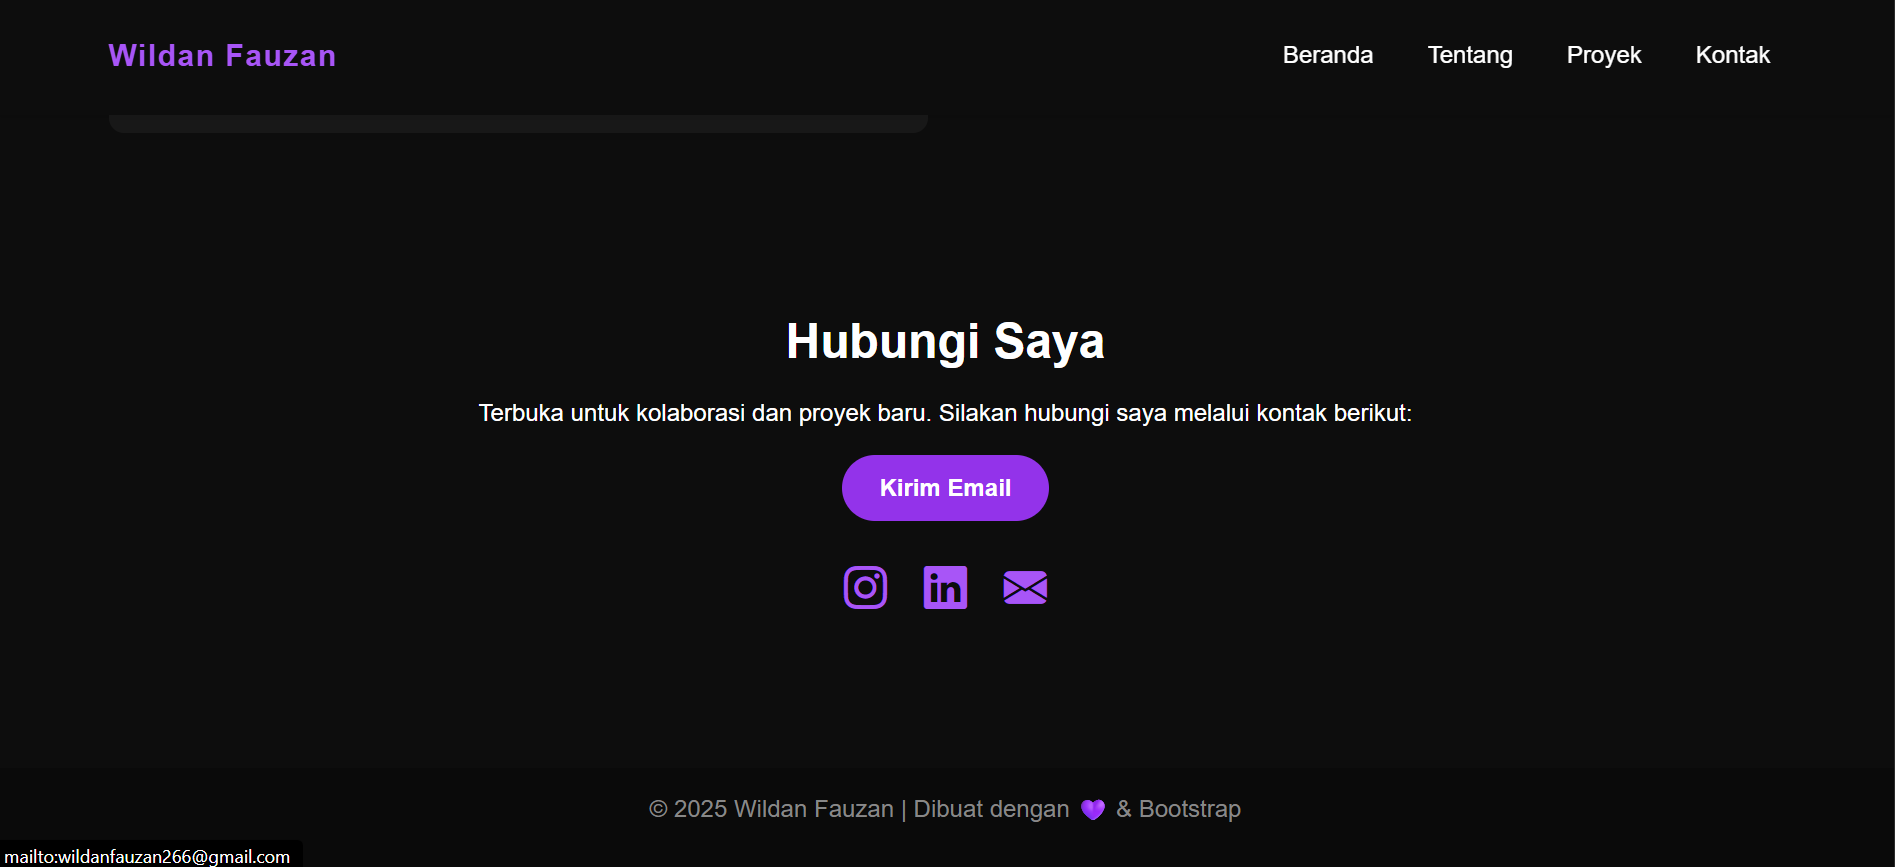 Wildan Fauzan
Beranda Tentang Proyek Kontak
Hubungi Saya
Terbuka untuk kolaborasi dan proyek baru. Silakan hubungi saya melalui kontak berikut:
Kirim Email
© 2025 Wildan Fauzan | Dibuat dengan 💜 & Bootstrap
mailto:wildanfauzan266@gmail.com